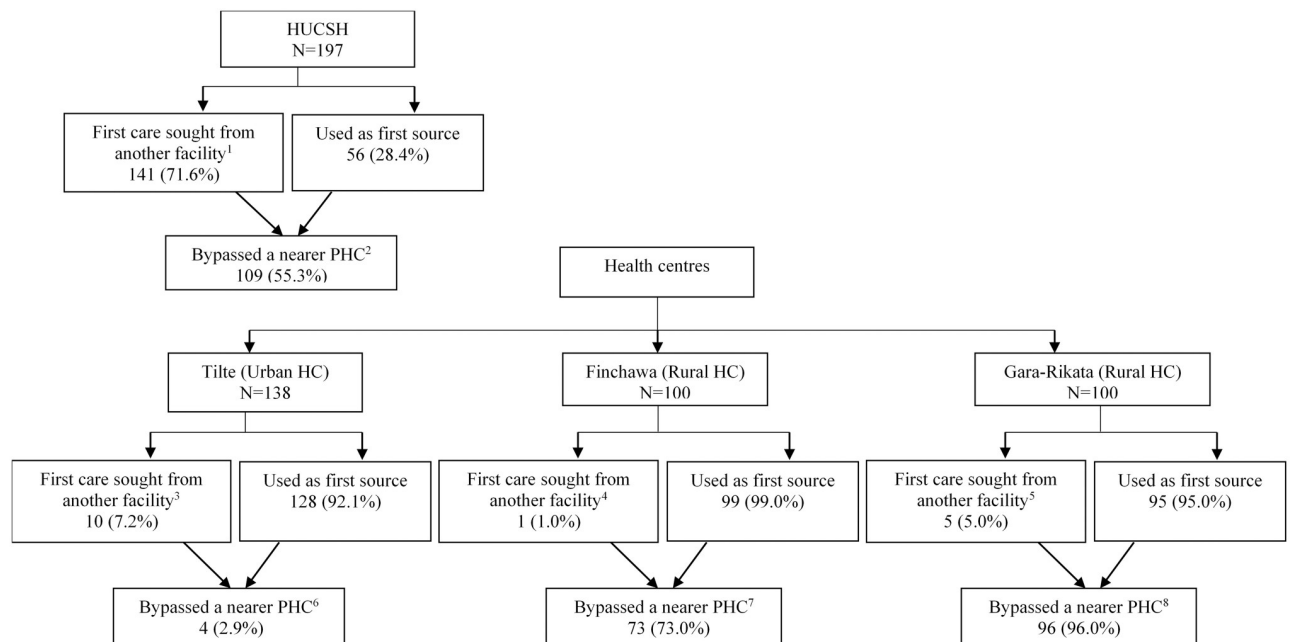 HUCSH
N=197
First care sought from
another facility¹
141 (71.6%)
Used as first source
56 (28.4%)
Bypassed a nearer PHC²
109 (55.3%)
Health centres
Tilte (Urban HC)
N=138
Finchawa (Rural HC)
N=100
Gara-Rikata (Rural HC)
N=100
First care sought from
another facility³
10 (7.2%)
Used as first source
128 (92.1%)
First care sought from
another facility⁴
1 (1.0%)
Used as first source
99 (99.0%)
First care sought from
another facility⁵
5 (5.0%)
Used as first source
95 (95.0%)
Bypassed a nearer PHC⁶
4 (2.9%)
Bypassed a nearer PHC⁷
73 (73.0%)
Bypassed a nearer PHC⁸
96 (96.0%)